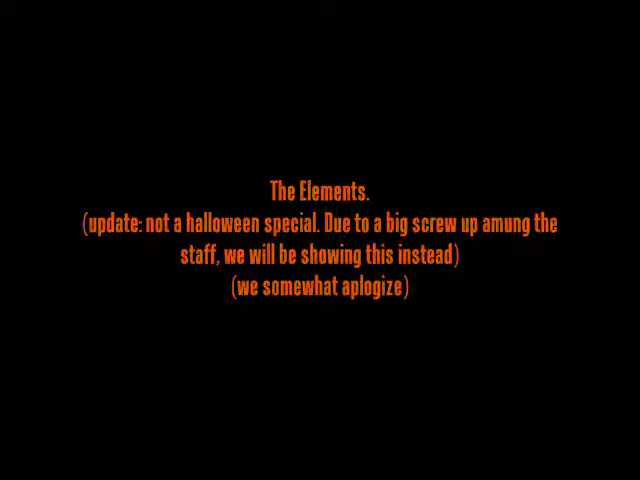 The Elements.
(update: not a halloween special. Due to a big screw up amung the
staff, we will be showing this instead)
(we somewhat aplogize)